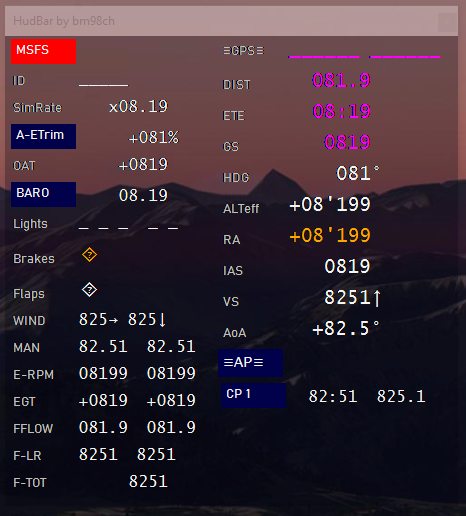 HudBar by bm98ch
MSFS
ID _____
SimRate x08.19
A-ETrim +081%
OAT +0819
BARO 08.19
Lights _ _ _ _ _
Brakes ?
Flaps ?
WIND 825→ 825↓
MAN 82.51 82.51
E-RPM 08199 08199
EGT +0819 +0819
FFLOW 081.9 081.9
F-LR 8251 8251
F-TOT 8251
≡GPS≡ ______ ______
DIST 081.9
ETE 08:19
GS 0819
HDG 081°
ALTeff +08'199
RA +08'199
IAS 0819
VS 8251↑
AoA +82.5°
≡AP≡
CP 1 82:51 825.1